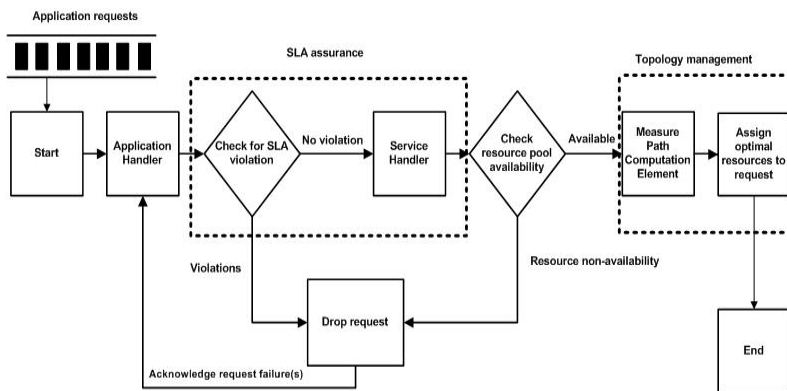 Application requests
SLA assurance
Topology management
Start
Application
Handler
Check for SLA
violation
No violation
Service
Handler
Check
resource pool
availability
Available
Measure
Path
Computation
Element
Assign
optimal
resources to
request
Violations
Resource non-availability
Drop request
End
Acknowledge request failure(s)